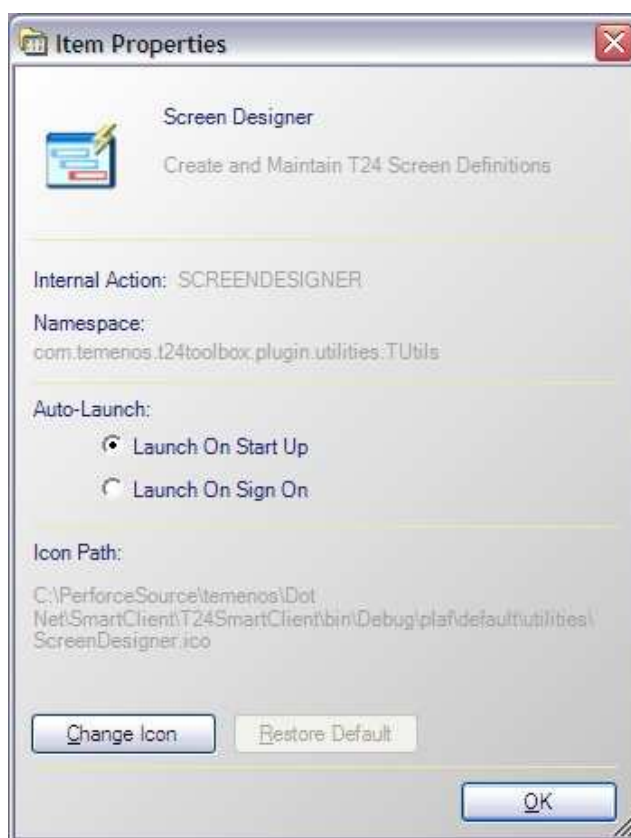 Item Properties
Screen Designer
Create and Maintain T24 Screen Definitions
Internal Action: SCREENDESIGNER
Namespace:
com.temenos.t24toolbox.plugin.utilities.TUtils
Auto-Launch:
Launch On Start Up
Launch On Sign On
Icon Path:
C:\PerforceSource\temenos\Dot
Net\SmartClient\T24SmartClient\bin\Debug\plaf\default\utilities\
ScreenDesigner.ico
Change Icon
Restore Default
OK